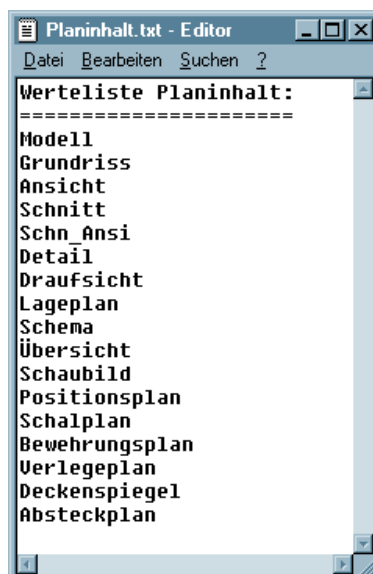 Planinhalt.txt - Editor
Datei Bearbeiten Suchen ?
Werteliste Planinhalt:
======================
Modell
Grundriss
Ansicht
Schnitt
Schn_Ansi
Detail
Draufsicht
Lageplan
Schema
Übersicht
Schaubild
Positionsplan
Schalplan
Bewehrungsplan
Verlegeplan
Deckenspiegel
Absteckplan